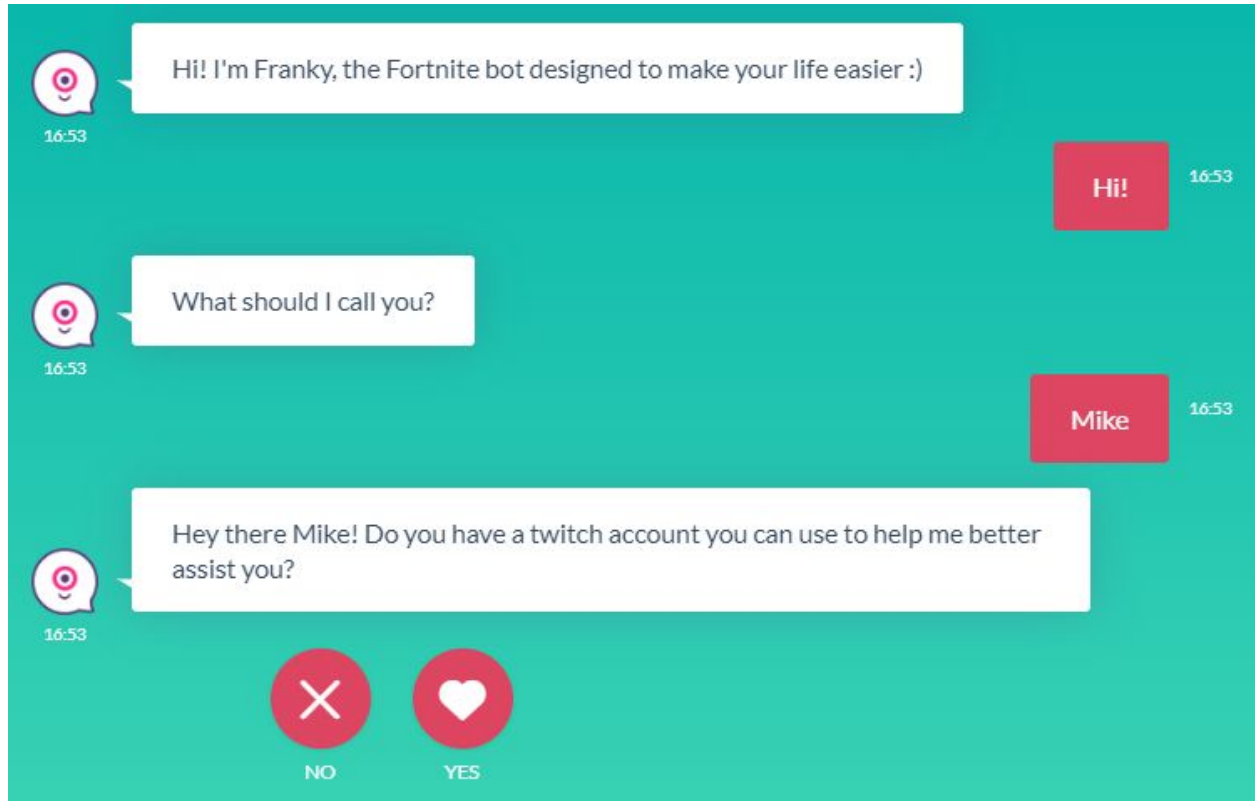 Hi! I'm Franky, the Fortnite bot designed to make your life easier :)
16:53
Hi!
16:53
What should I call you?
16:53
Mike
16:53
Hey there Mike! Do you have a twitch account you can use to help me better
assist you?
16:53
NO
YES